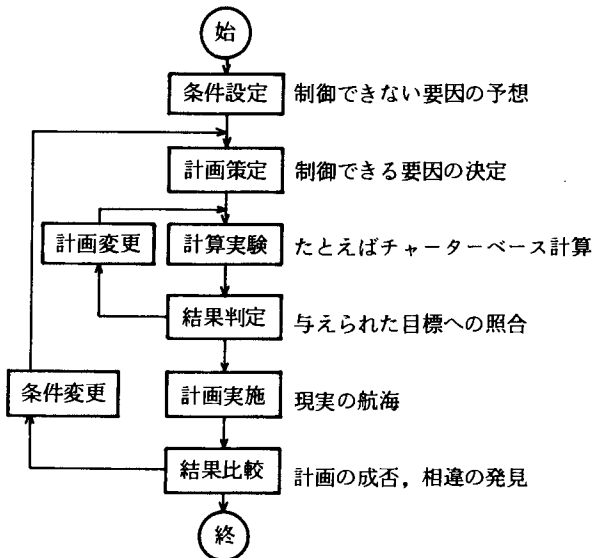 始
条件設定 制御できない要因の予想
計画策定 制御できる要因の決定
計画変更 計算実験 たとえばチャーターベース計算
結果判定 与えられた目標への照合
条件変更 計画実施 現実の航海
結果比較 計画の成否，相違の発見
終